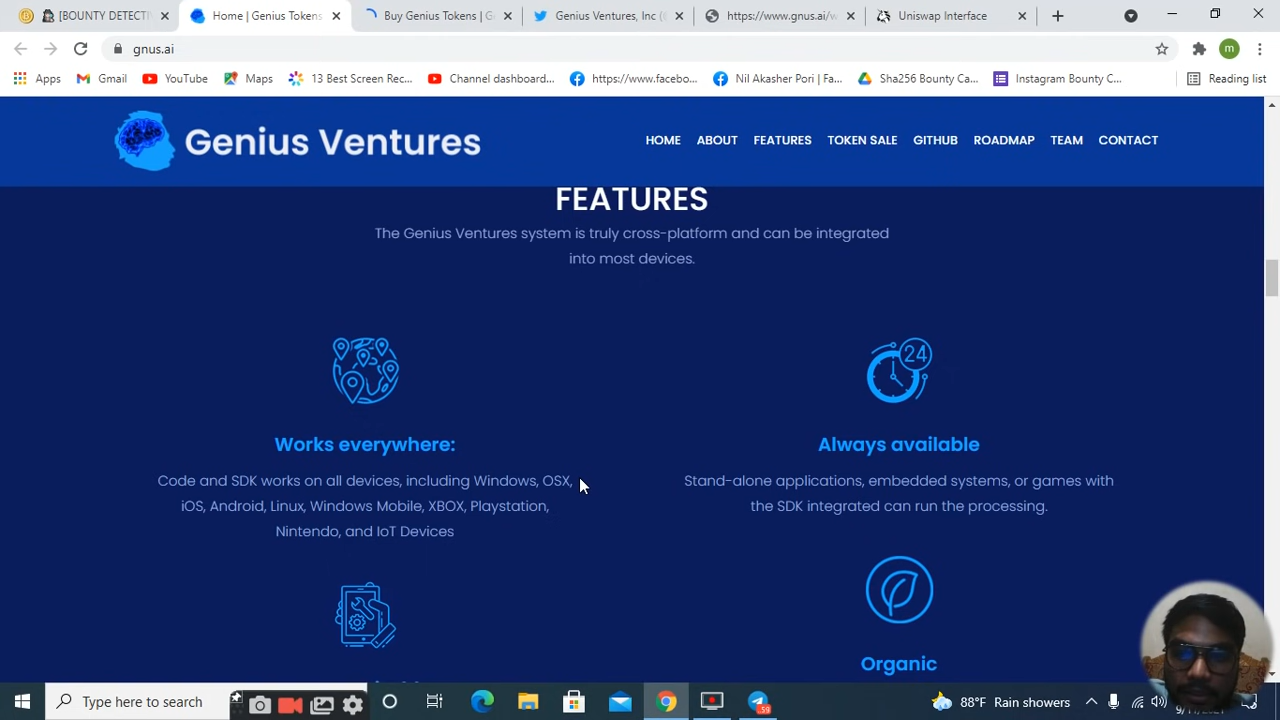 [BOUNTY DETECTI
Home | Genius Tokens
Buy Genius Tokens | G
Genius Ventures, Inc (
https://www.gnus.ai/w
Uniswap Interface
gnus.ai
m
Apps
Gmail
YouTube
Maps
13 Best Screen Rec...
Channel dashboard...
https://www.facebo...
Nil Akasher Pori | Fa...
Sha256 Bounty Ca...
Instagram Bounty C...
Reading list
Genius Ventures
HOME ABOUT FEATURES TOKEN SALE GITHUB ROADMAP TEAM CONTACT
FEATURES
The Genius Ventures system is truly cross-platform and can be integrated
into most devices.
24
Works everywhere:
Code and SDK works on all devices, including Windows, OSX,
iOS, Android, Linux, Windows Mobile, XBOX, Playstation,
Nintendo, and IoT Devices
Always available
Stand-alone applications, embedded systems, or games with
the SDK integrated can run the processing.
Organic
Type here to search
59
88°F Rain showers